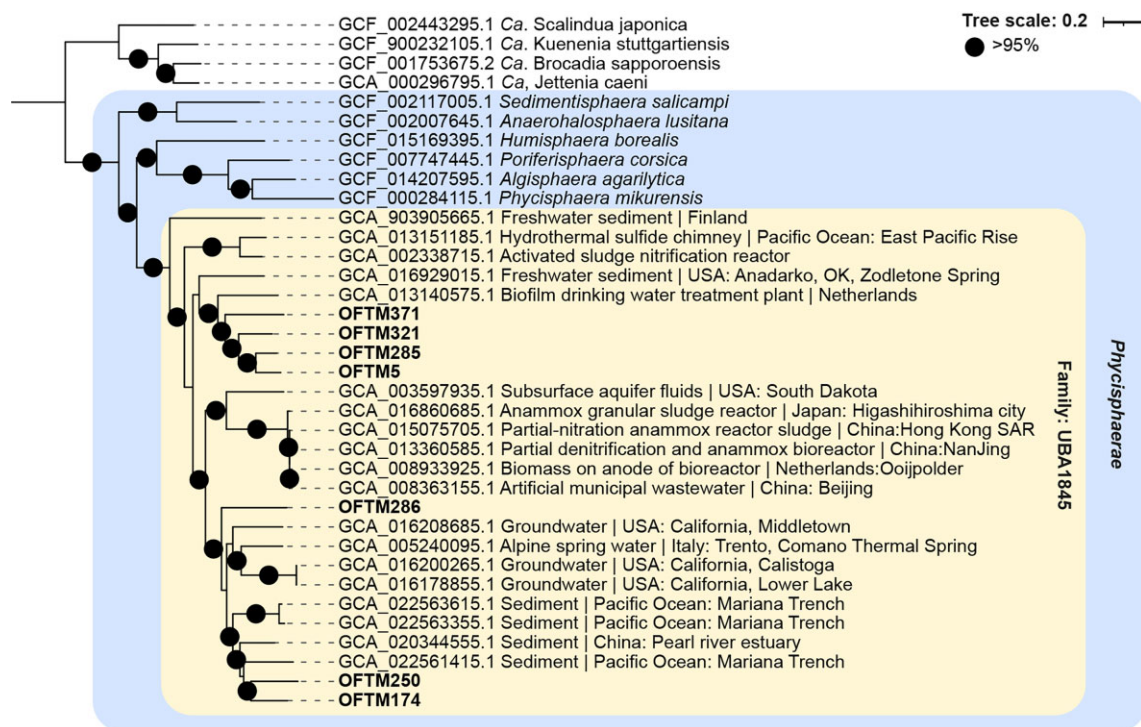 Tree scale: 0.2
>95%
GCF_002443295.1 Ca. Scalindua japonica
GCF_900232105.1 Ca. Kuenenia stuttgartiensis
GCF_001753675.2 Ca. Brocadia sapporoensis
GCA_000296795.1 Ca, Jettenia caeni
GCF_002117005.1 Sedimentisphaera salicampi
GCF_002007645.1 Anaerohalosphaera lusitana
GCF_015169395.1 Humisphaera borealis
GCF_007747445.1 Poriferisphaera corsica
GCF_014207595.1 Algisphaera agarilytica
GCF_000284115.1 Phycisphaera mikurensis
GCA_903905665.1 Freshwater sediment | Finland
GCA_013151185.1 Hydrothermal sulfide chimney | Pacific Ocean: East Pacific Rise
GCA_002338715.1 Activated sludge nitrification reactor
GCA_016929015.1 Freshwater sediment | USA: Anadarko, OK, Zodletone Spring
GCA_013140575.1 Biofilm drinking water treatment plant | Netherlands
OFTM371
OFTM321
OFTM285
OFTM5
GCA_003597935.1 Subsurface aquifer fluids | USA: South Dakota
GCA_016860685.1 Anammox granular sludge reactor | Japan: Higashihiroshima city
GCA_015075705.1 Partial-nitration anammox reactor sludge | China:Hong Kong SAR
GCA_013360585.1 Partial denitrification and anammox bioreactor | China:NanJing
GCA_008933925.1 Biomass on anode of bioreactor | Netherlands:Ooijpolder
GCA_008363155.1 Artificial municipal wastewater | China: Beijing
OFTM286
GCA_016208685.1 Groundwater | USA: California, Middletown
GCA_005240095.1 Alpine spring water | Italy: Trento, Comano Thermal Spring
GCA_016200265.1 Groundwater | USA: California, Calistoga
GCA_016178855.1 Groundwater | USA: California, Lower Lake
GCA_022563615.1 Sediment | Pacific Ocean: Mariana Trench
GCA_022563355.1 Sediment | Pacific Ocean: Mariana Trench
GCA_020344555.1 Sediment | China: Pearl river estuary
GCA_022561415.1 Sediment | Pacific Ocean: Mariana Trench
OFTM250
OFTM174
Family: UBA1845
Phycisphaerae